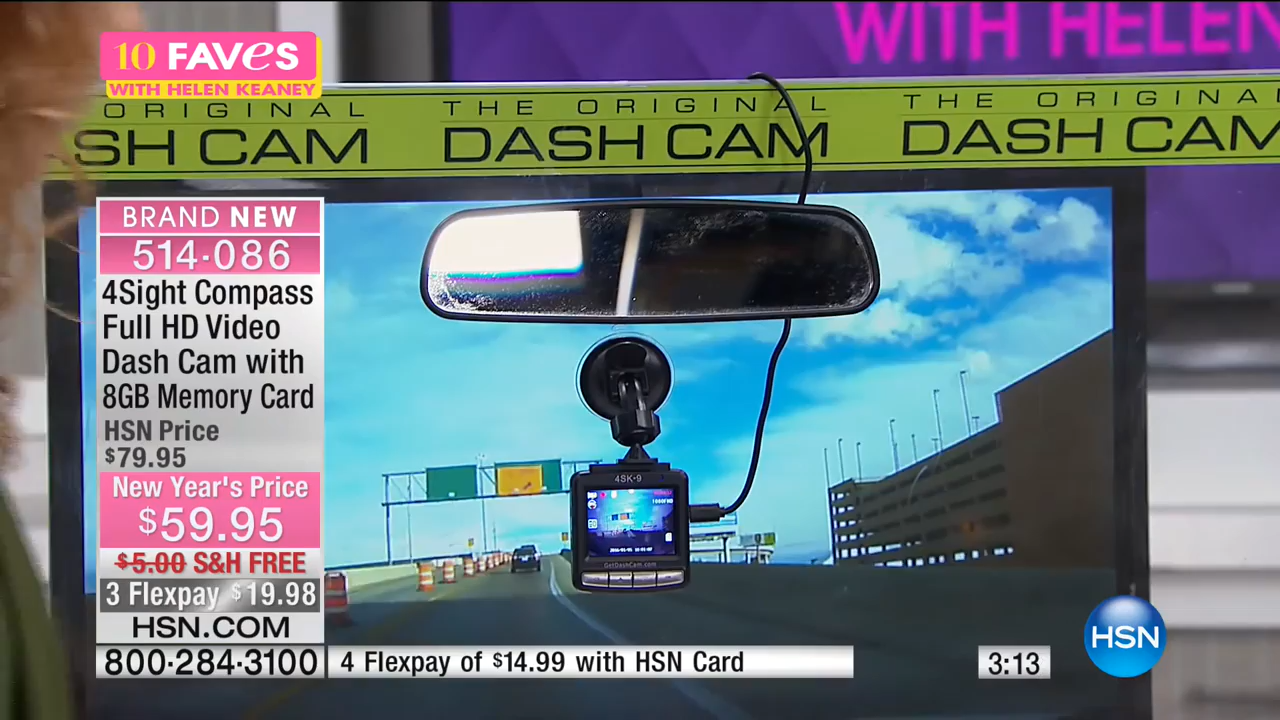 WITH HELEN
10 FAVES
WITH HELEN KEANEY
ORIGINAL THE ORIGINAL THE ORIGINA
SH CAM DASH CAM DASH CAM
BRAND NEW
514-086
4Sight Compass
Full HD Video
Dash Cam with
8GB Memory Card
HSN Price
$79.95
New Year's Price
$59.95
$5.00 S&H FREE
3 Flexpay $19.98
HSN.COM
800·284·3100
4 Flexpay of $14.99 with HSN Card
3:13
HSN
4SK-9
GetDashCam.com